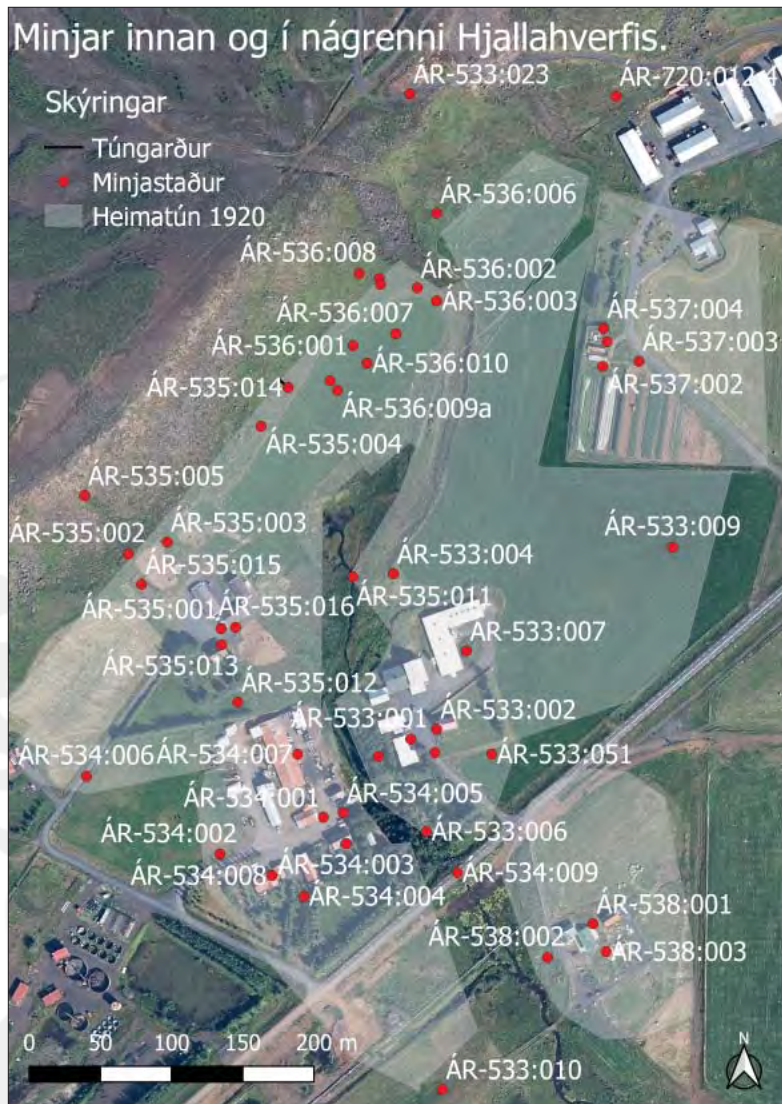 Minjar innan og í nágrenni Hjallahverfis.
ÁR-533:023
ÁR-720:012-4
Skýringar
Túngarður
Minjastaður
Heimatún 1920
ÁR-536:006
ÁR-536:008
ÁR-536:002
ÁR-536:003
ÁR-536:007
ÁR-537:004
ÁR-536:001
ÁR-537:003
ÁR-536:010
ÁR-537:002
ÁR-535:014
ÁR-536:009a
ÁR-535:004
ÁR-535:005
ÁR-535:003
ÁR-533:009
ÁR-535:002
ÁR-533:004
ÁR-535:015
ÁR-535:011
ÁR-535:001
ÁR-535:016
ÁR-533:007
ÁR-535:013
ÁR-535:012
ÁR-533:001
ÁR-533:002
ÁR-534:006
ÁR-534:007
ÁR-533:051
ÁR-534:001
ÁR-534:005
ÁR-533:006
ÁR-534:002
ÁR-534:003
ÁR-534:008
ÁR-534:009
ÁR-534:004
ÁR-538:001
ÁR-538:002
ÁR-538:003
0 50 100 200 m
N
ÁR-533:010